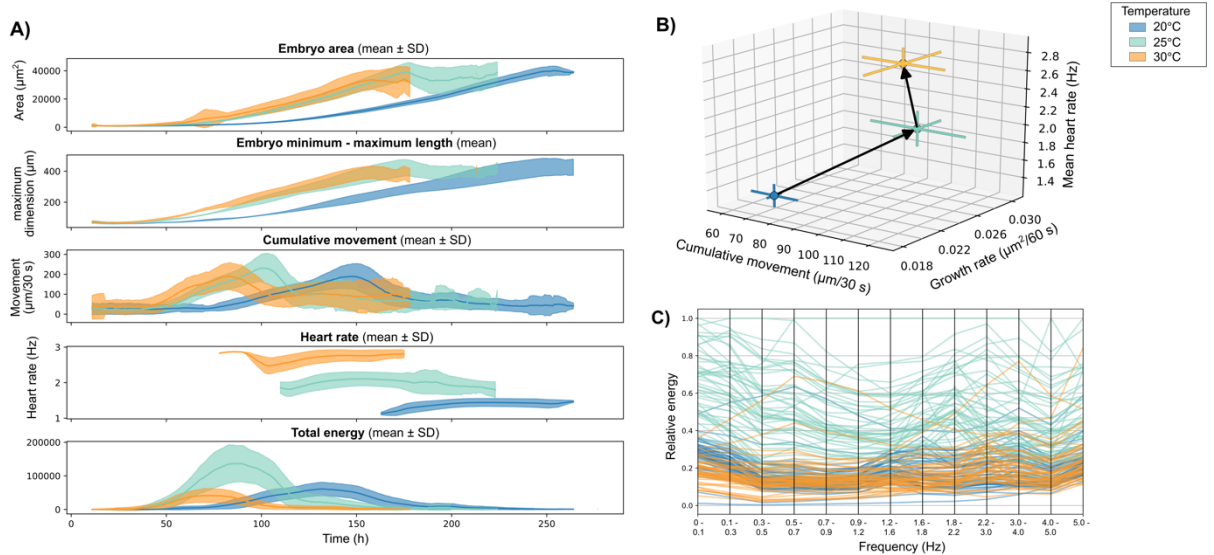 A)
Embryo area (mean ± SD)
Area (µm²)
40000
20000
0
Embryo minimum - maximum length (mean)
maximum
dimension (µm)
400
200
Cumulative movement (mean ± SD)
Movement
(µm/30 s)
300
200
100
0
Heart rate (mean ± SD)
Heart rate (Hz)
3
2
1
Total energy (mean ± SD)
200000
100000
0
0 50 100 150 200 250
Time (h)
B)
Temperature
20°C
25°C
30°C
2.8
2.6
2.4
2.2
2.0
1.8
1.6
1.4
Mean heart rate (Hz)
60 70 80 90 100 110 120
Cumulative movement (µm/30 s)
0.018 0.022 0.026 0.030
Growth rate (µm²/60 s)
C)
Relative energy
1.0
0.8
0.6
0.4
0.2
0.0
0 - 0.1 - 0.3 - 0.5 - 0.7 - 0.9 - 1.2 - 1.6 - 1.8 - 2.2 - 3.0 - 4.0 - 5.0 -
0.1 0.3 0.5 0.7 0.9 1.2 1.6 1.8 2.2 3.0 4.0 5.0
Frequency (Hz)